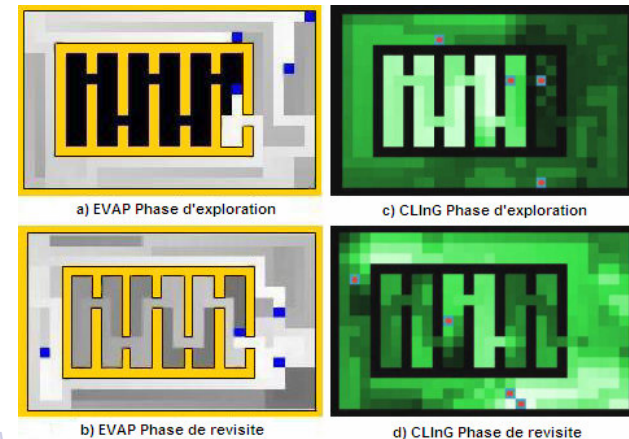 a) EVAP Phase d'exploration
c) CLInG Phase d'exploration
b) EVAP Phase de revisite
d) CLInG Phase de revisite